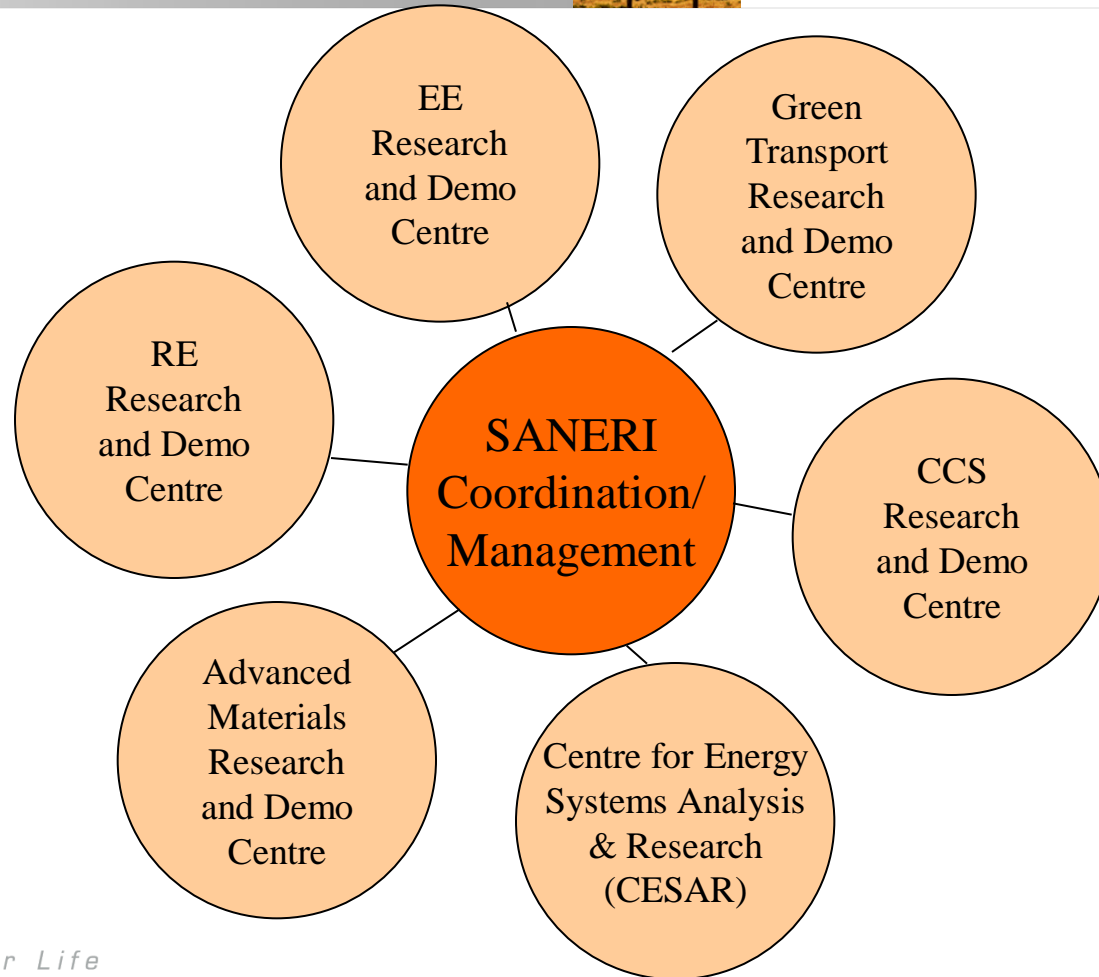 EE
Research
and Demo
Centre
Green
Transport
Research
and Demo
Centre
RE
Research
and Demo
Centre
SANERI
Coordination/
Management
CCS
Research
and Demo
Centre
Advanced
Materials
Research
and Demo
Centre
Centre for Energy
Systems Analysis
& Research
(CESAR)
r Life